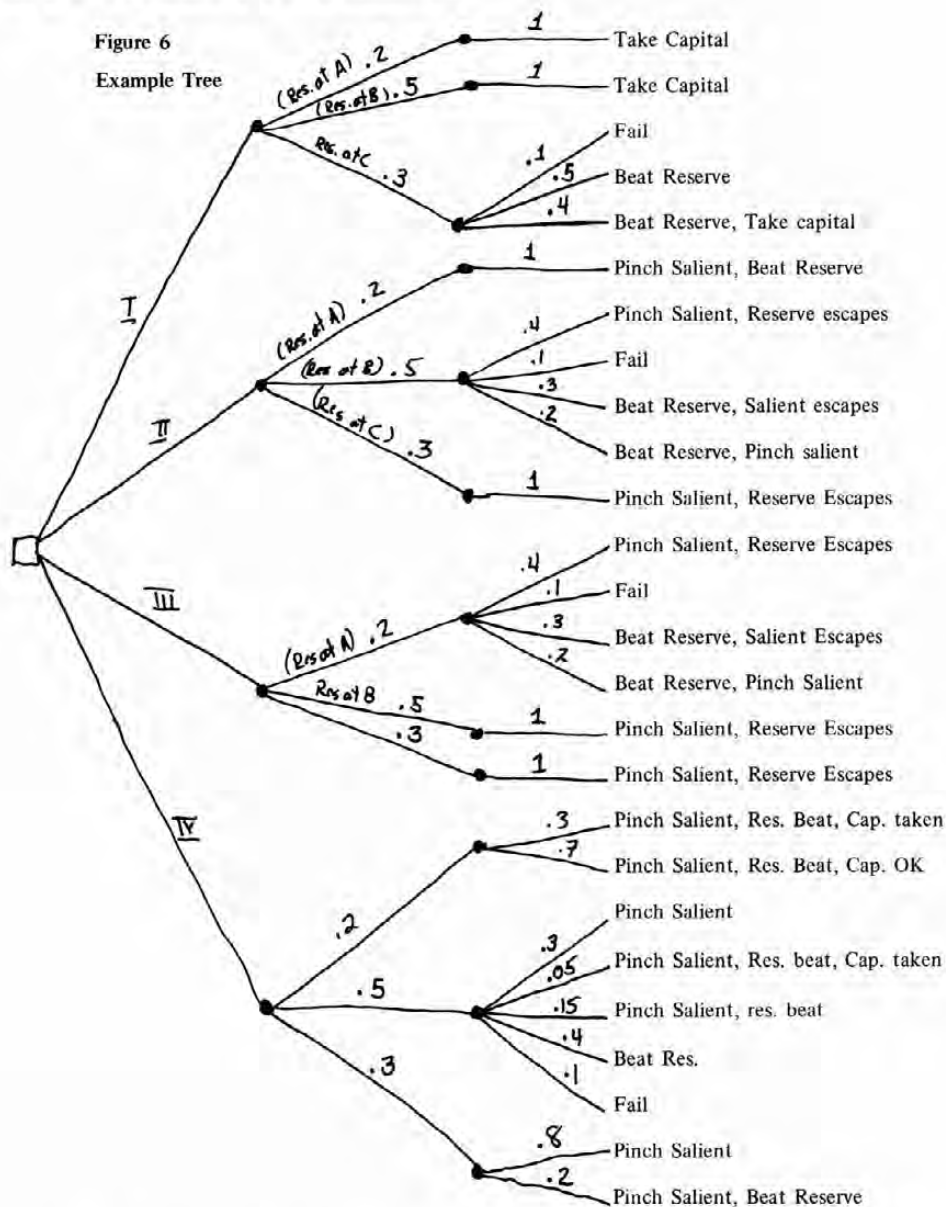 Figure 6
Example Tree
(Res. at A) .2
1
Take Capital
(Res. at B) .5
1
Take Capital
Res. at C .3
.1
Fail
.5
Beat Reserve
.4
Beat Reserve, Take capital
I
(Res. at A) .2
1
Pinch Salient, Beat Reserve
(Res at B) .5
.4
Pinch Salient, Reserve escapes
.1
Fail
.3
Beat Reserve, Salient escapes
.2
Beat Reserve, Pinch salient
II
(Res at C) .3
1
Pinch Salient, Reserve Escapes
III
(Res at A) .2
.4
Pinch Salient, Reserve Escapes
.1
Fail
.3
Beat Reserve, Salient Escapes
.2
Beat Reserve, Pinch Salient
Res at B .5
1
Pinch Salient, Reserve Escapes
.3
1
Pinch Salient, Reserve Escapes
IV
.2
.3
Pinch Salient, Res. Beat, Cap. taken
.7
Pinch Salient, Res. Beat, Cap. OK
.5
.3
Pinch Salient
.05
Pinch Salient, Res. beat, Cap. taken
.15
Pinch Salient, res. beat
.4
Beat Res.
.1
Fail
.3
.8
Pinch Salient
.2
Pinch Salient, Beat Reserve